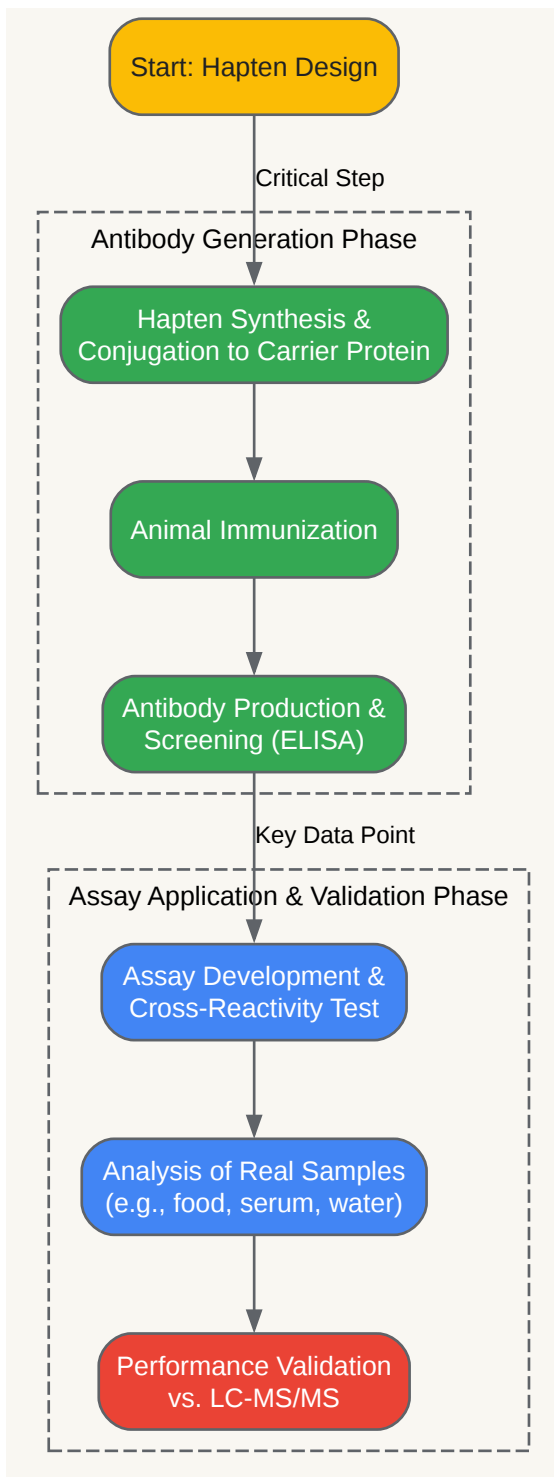 Start: Hapten Design
Critical Step
Antibody Generation Phase
Hapten Synthesis &
Conjugation to Carrier Protein
Animal Immunization
Antibody Production &
Screening (ELISA)
Key Data Point
Assay Application & Validation Phase
Assay Development &
Cross-Reactivity Test
Analysis of Real Samples
(e.g., food, serum, water)
Performance Validation
vs. LC-MS/MS